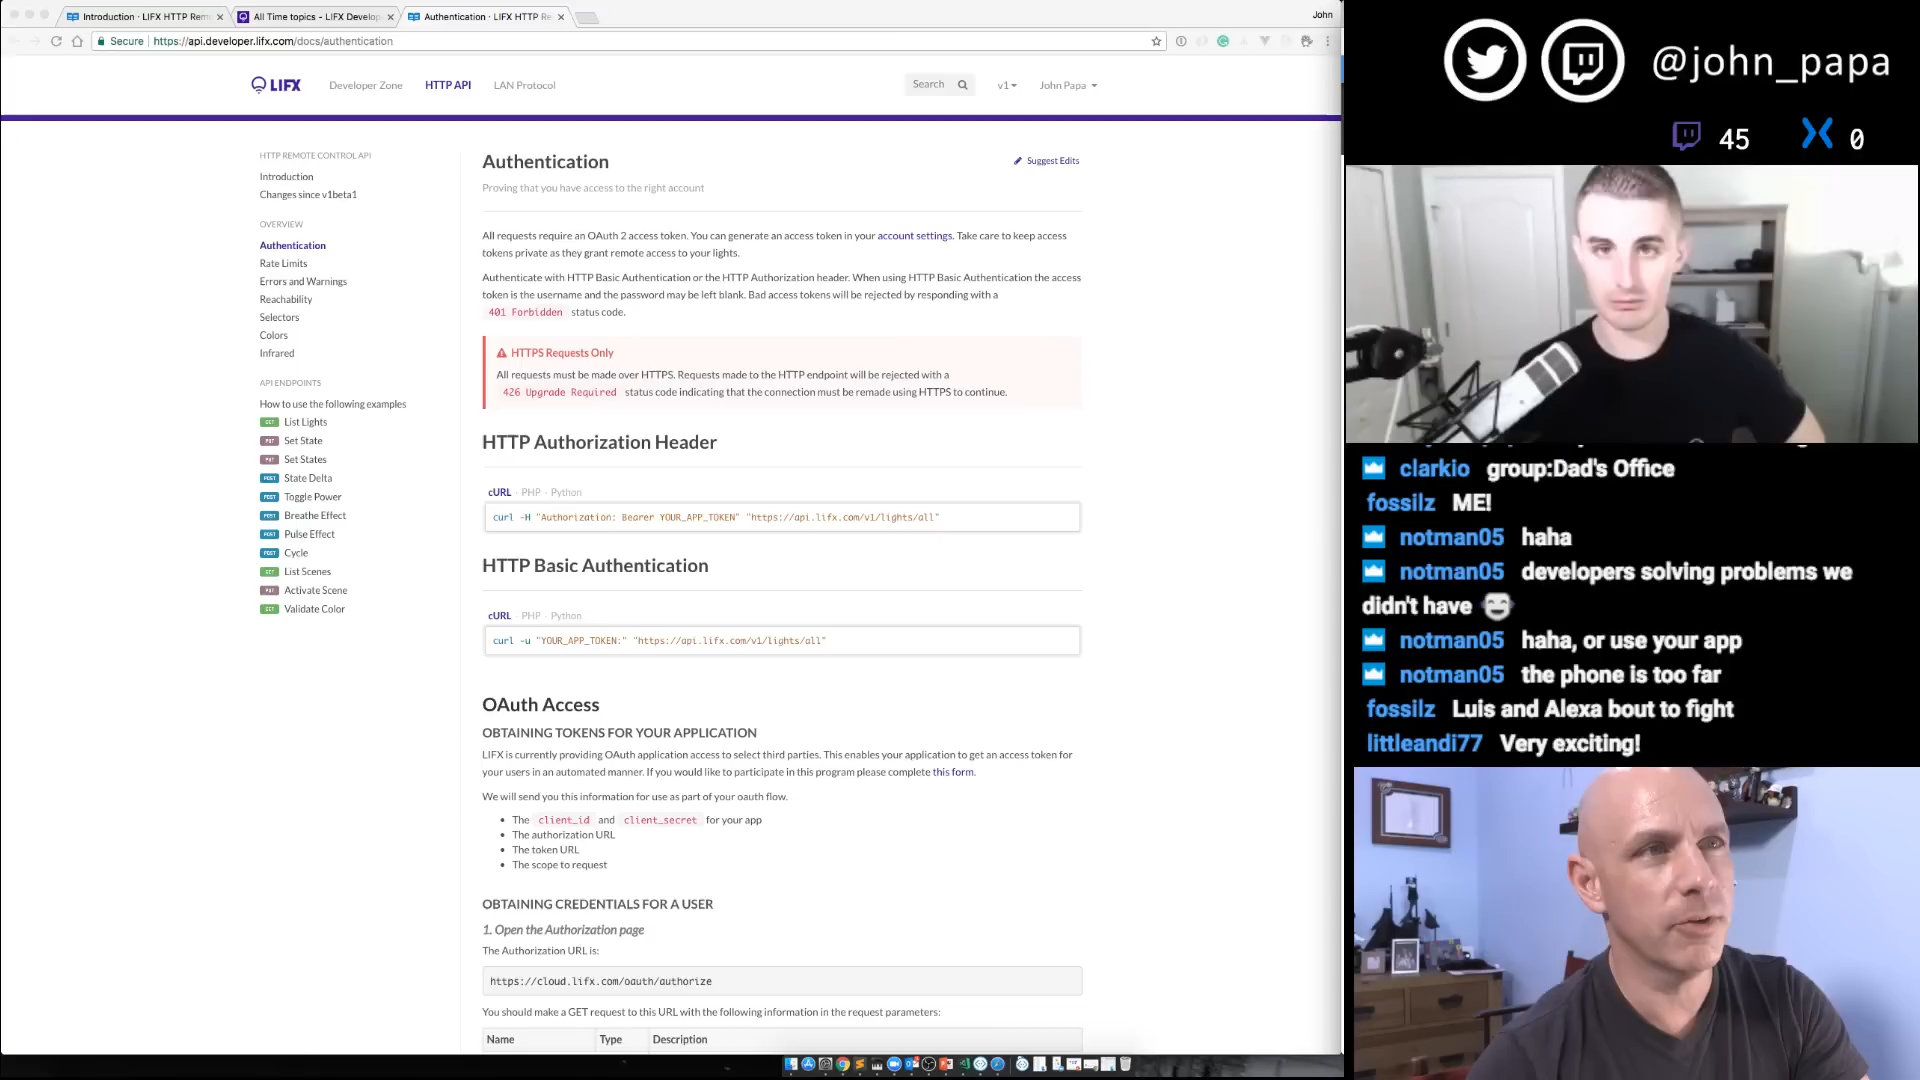 Introduction · LIFX HTTP Rem
All Time topics - LIFX Develop
Authentication · LIFX HTTP Re
John
Secure
https://api.developer.lifx.com/docs/authentication
LIFX
Developer Zone
HTTP API
LAN Protocol
Search
v1
John Papa
HTTP REMOTE CONTROL API
Introduction
Changes since v1beta1
OVERVIEW
Authentication
Rate Limits
Errors and Warnings
Reachability
Selectors
Colors
Infrared
API ENDPOINTS
How to use the following examples
GET List Lights
PUT Set State
PUT Set States
POST State Delta
POST Toggle Power
POST Breathe Effect
POST Pulse Effect
POST Cycle
GET List Scenes
PUT Activate Scene
GET Validate Color
Authentication
Suggest Edits
Proving that you have access to the right account
All requests require an OAuth 2 access token. You can generate an access token in your account settings. Take care to keep access
tokens private as they grant remote access to your lights.
Authenticate with HTTP Basic Authentication or the HTTP Authorization header. When using HTTP Basic Authentication the access
token is the username and the password may be left blank. Bad access tokens will be rejected by responding with a
401 Forbidden status code.
HTTPS Requests Only
All requests must be made over HTTPS. Requests made to the HTTP endpoint will be rejected with a
426 Upgrade Required status code indicating that the connection must be remade using HTTPS to continue.
HTTP Authorization Header
cURL · PHP · Python
curl -H "Authorization: Bearer YOUR_APP_TOKEN" "https://api.lifx.com/v1/lights/all"
HTTP Basic Authentication
cURL · PHP · Python
curl -u "YOUR_APP_TOKEN:" "https://api.lifx.com/v1/lights/all"
OAuth Access
OBTAINING TOKENS FOR YOUR APPLICATION
LIFX is currently providing OAuth application access to select third parties. This enables your application to get an access token for
your users in an automated manner. If you would like to participate in this program please complete this form.
We will send you this information for use as part of your oauth flow.
• The client_id and client_secret for your app
• The authorization URL
• The token URL
• The scope to request
OBTAINING CREDENTIALS FOR A USER
1. Open the Authorization page
The Authorization URL is:
https://cloud.lifx.com/oauth/authorize
You should make a GET request to this URL with the following information in the request parameters:
Name Type Description
@john_papa
45
0
clarkio group:Dad's Office
fossilz ME!
notman05 haha
notman05 developers solving problems we
didn't have
notman05 haha, or use your app
notman05 the phone is too far
fossilz Luis and Alexa bout to fight
littleandi77 Very exciting!